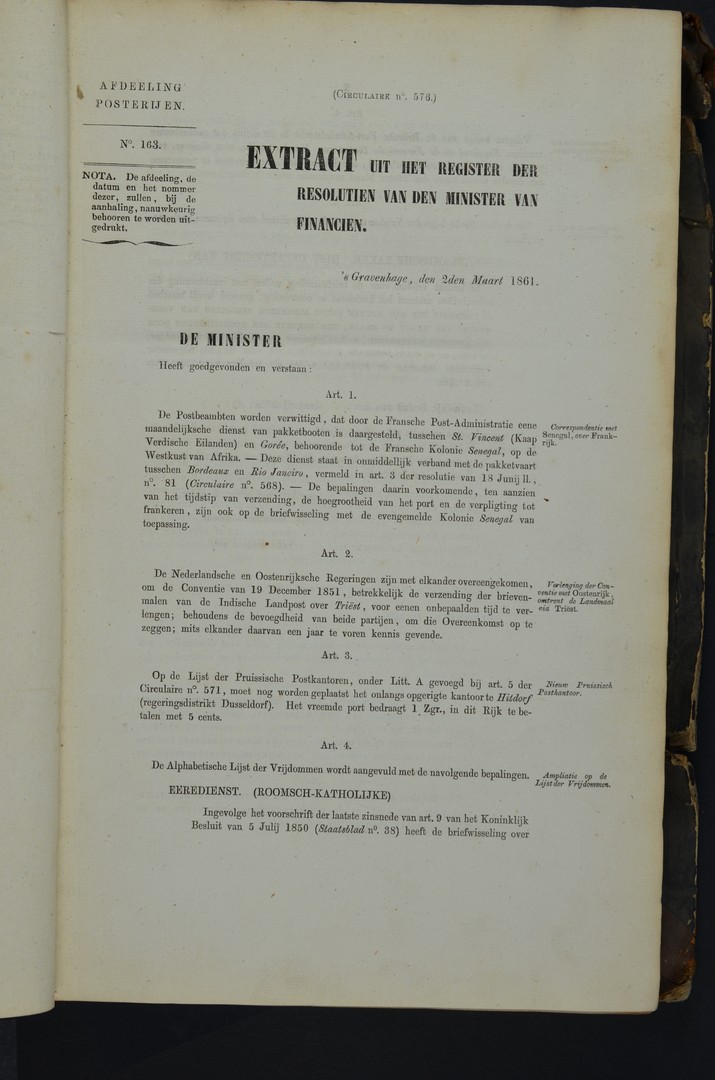 AFDEELING
POSTERIJEN.
N°. 163.
NOTA. De afdeeling, de
datum en het nommer
dezer, zullen, bij de
aanhaling, naauwkeurig
behooren te worden uit-
gedrukt.
(CIRCULAIRE n°. 576.)
EXTRACT UIT HET REGISTER DER
RESOLUTIEN VAN DEN MINISTER VAN
FINANCIEN.
's Gravenhage, den 2den Maart 1861.
DE MINISTER
Heeft goedgevonden en verstaan:
Art. 1.
De Postbeambten worden verwittigd, dat door de Fransche Post-Administratie eene
maandelijksche dienst van pakketbooten is daargesteld, tusschen St. Vincent (Kaap
Verdische Eilanden) en Gorée, behoorende tot de Fransche Kolonie Senegal, op de
Westkust van Afrika. — Deze dienst staat in onmiddellijk verband met de pakketvaart
tusschen Bordeaux en Rio Janeiro, vermeld in art. 3 der resolutie van 18 Junij ll.,
n°. 81 (Circulaire n°. 568). — De bepalingen daarin voorkomende, ten aanzien
van het tijdstip van verzending, de hoegrootheid van het port en de verpligting tot
frankeren, zijn ook op de briefwisseling met de evengemelde Kolonie Senegal van
toepassing.
Correspondentie met
Senegal, over Frank-
rijk.
Art. 2.
De Nederlandsche en Oostenrijksche Regeringen zijn met elkander overeengekomen,
om de Conventie van 19 December 1851, betrekkelijk de verzending der brieven-
malen van de Indische Landpost over Triëst, voor eenen onbepaalden tijd te ver-
lengen; behoudens de bevoegdheid van beide partijen, om die Overeenkomst op te
zeggen; mits elkander daarvan een jaar te voren kennis gevende.
Verlenging der Con-
ventie met Oostenrijk,
omtrent de Landmaal
via Triëst.
Art. 3.
Op de Lijst der Pruissische Postkantoren, onder Litt. A gevoegd bij art. 5 der
Circulaire n°. 571, moet nog worden geplaatst het onlangs opgerigte kantoor te Hitdorf
(regeringsdistrikt Dusseldorf). Het vreemde port bedraagt 1 Zgr., in dit Rijk te be-
talen met 5 cents.
Nieuw Pruissisch
Postkantoor.
Art. 4.
De Alphabetische Lijst der Vrijdommen wordt aangevuld met de navolgende bepalingen.
Ampliatie op de
Lijst der Vrijdommen.
EEREDIENST. (ROOMSCH-KATHOLIJKE)
Ingevolge het voorschrift der laatste zinsnede van art. 9 van het Koninklijk
Besluit van 5 Julij 1850 (Staatsblad n°. 38) heeft de briefwisseling over